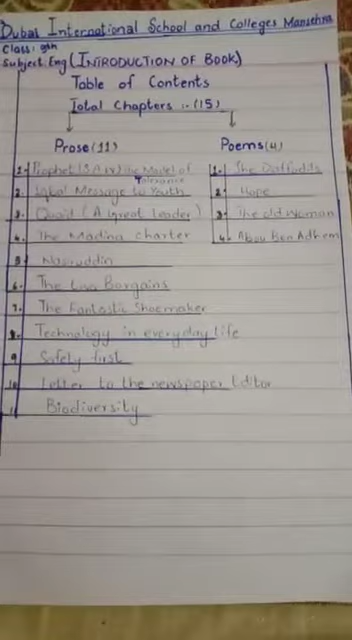 Dubai International School and Colleges Mansehra
Class: 9th
Subject: Eng (INTRODUCTION OF BOOK)
Table of Contents
Total Chapters :- (15)
Prose (11)
1. Prophet (S.A.W) the Model of Tolerance
2. Iqbal Message to Youth
3. Quaid (A Great Leader)
4. The Madina charter
5. Nasruddin
6. The Two Bargains
7. The Fantastic Shoemaker
8. Technology in everyday life
9. Safety first
10. Letter to the newspaper Editor
11. Biodiversity
Poems (4)
1. The Daffodils
2. Hope
3. The old Woman
4. Abou Ben Adhem